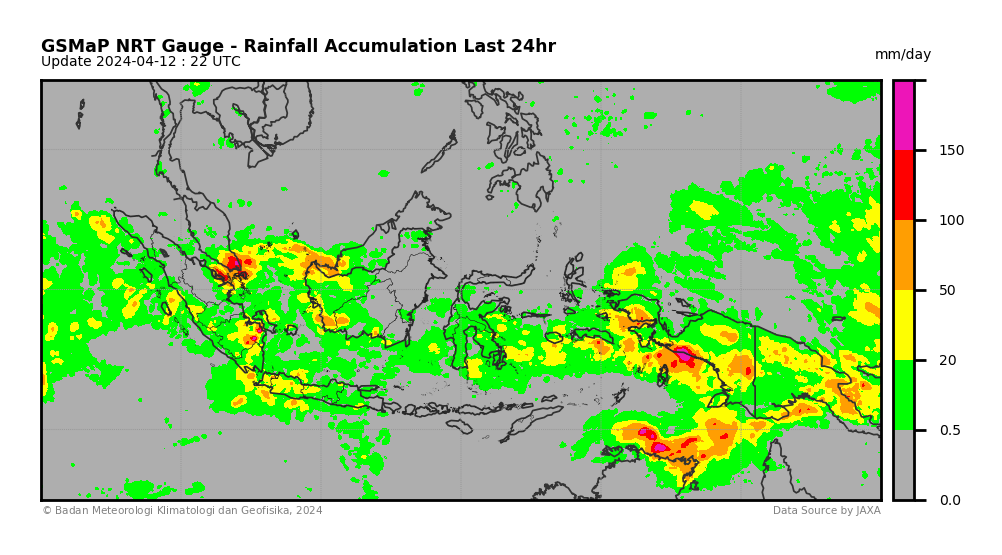 GSMaP NRT Gauge - Rainfall Accumulation Last 24hr
Update 2024-04-12 : 22 UTC
mm/day
150
100
50
20
0.5
0.0
© Badan Meteorologi Klimatologi dan Geofisika, 2024
Data Source by JAXA